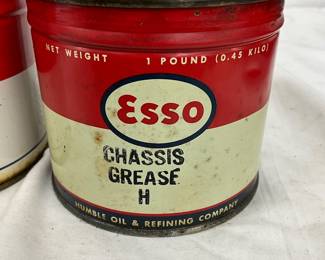 NET WEIGHT 1 POUND (0.45 KILO)
Esso
CHASSIS
GREASE
H
HUMBLE OIL & REFINING COMPANY